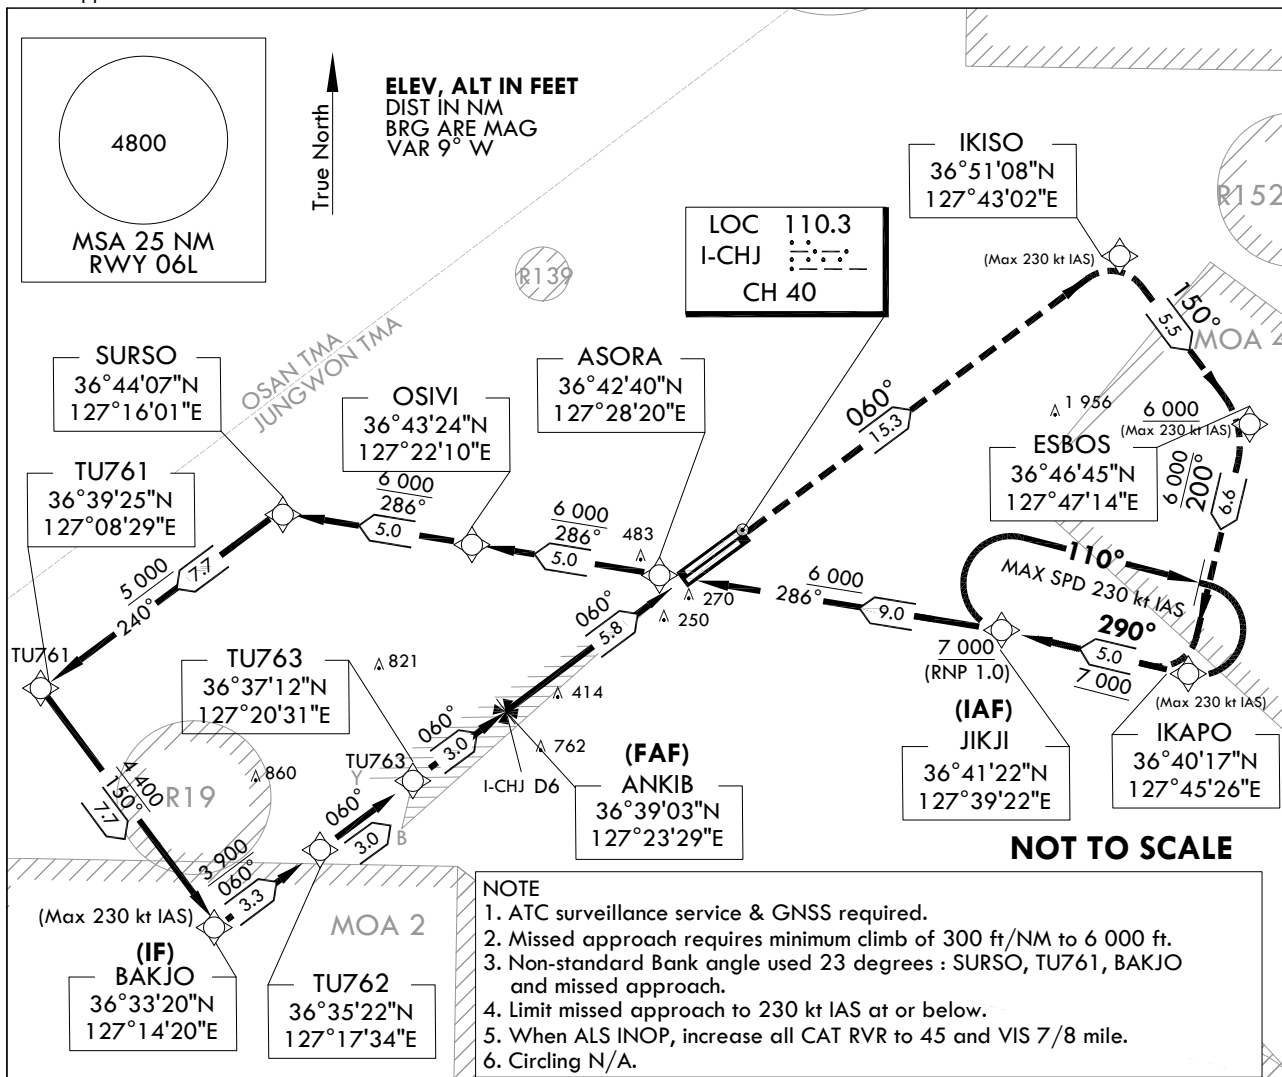 4800
MSA 25 NM
RWY 06L
True North
ELEV, ALT IN FEET
DIST IN NM
BRG ARE MAG
VAR 9° W
IKISO
36°51'08"N
127°43'02"E
R152
(Max 230 kt IAS)
LOC 110.3
I-CHJ
CH 40
R139
150°
5.5
MOA 4
OSAN TMA
JUNGWON TMA
SURSO
36°44'07"N
127°16'01"E
ASORA
36°42'40"N
127°28'20"E
OSIVI
36°43'24"N
127°22'10"E
060°
15.3
1 956
6 000
(Max 230 kt IAS)
ESBOS
36°46'45"N
127°47'14"E
6 000
200°
6.6
TU761
36°39'25"N
127°08'29"E
6 000
286°
5.0
6 000
286°
5.0
483
110°
MAX SPD 230 kt IAS
5 000
7.7
240°
060°
5.8
270
250
6 000
286°
9.0
290°
5.0
7 000
7 000
(RNP 1.0)
(Max 230 kt IAS)
TU761
TU763
36°37'12"N
127°20'31"E
821
414
762
060°
3.0
(FAF)
ANKIB
36°39'03"N
127°23'29"E
(IAF)
JIKJI
36°41'22"N
127°39'22"E
IKAPO
36°40'17"N
127°45'26"E
TU763
Y
B
I-CHJ D6
860
R19
4 400
150°
7.7
060°
3.0
3 900
060°
3.3
NOT TO SCALE
(Max 230 kt IAS)
(IF)
BAKJO
36°33'20"N
127°14'20"E
MOA 2
TU762
36°35'22"N
127°17'34"E
NOTE
1. ATC surveillance service & GNSS required.
2. Missed approach requires minimum climb of 300 ft/NM to 6 000 ft.
3. Non-standard Bank angle used 23 degrees : SURSO, TU761, BAKJO
and missed approach.
4. Limit missed approach to 230 kt IAS at or below.
5. When ALS INOP, increase all CAT RVR to 45 and VIS 7/8 mile.
6. Circling N/A.